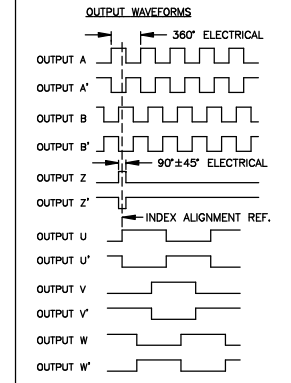 OUTPUT WAVEFORMS
360° ELECTRICAL
OUTPUT A
OUTPUT A'
OUTPUT B
OUTPUT B'
90°±45° ELECTRICAL
OUTPUT Z
OUTPUT Z'
INDEX ALIGNMENT REF.
OUTPUT U
OUTPUT U'
OUTPUT V
OUTPUT V'
OUTPUT W
OUTPUT W'